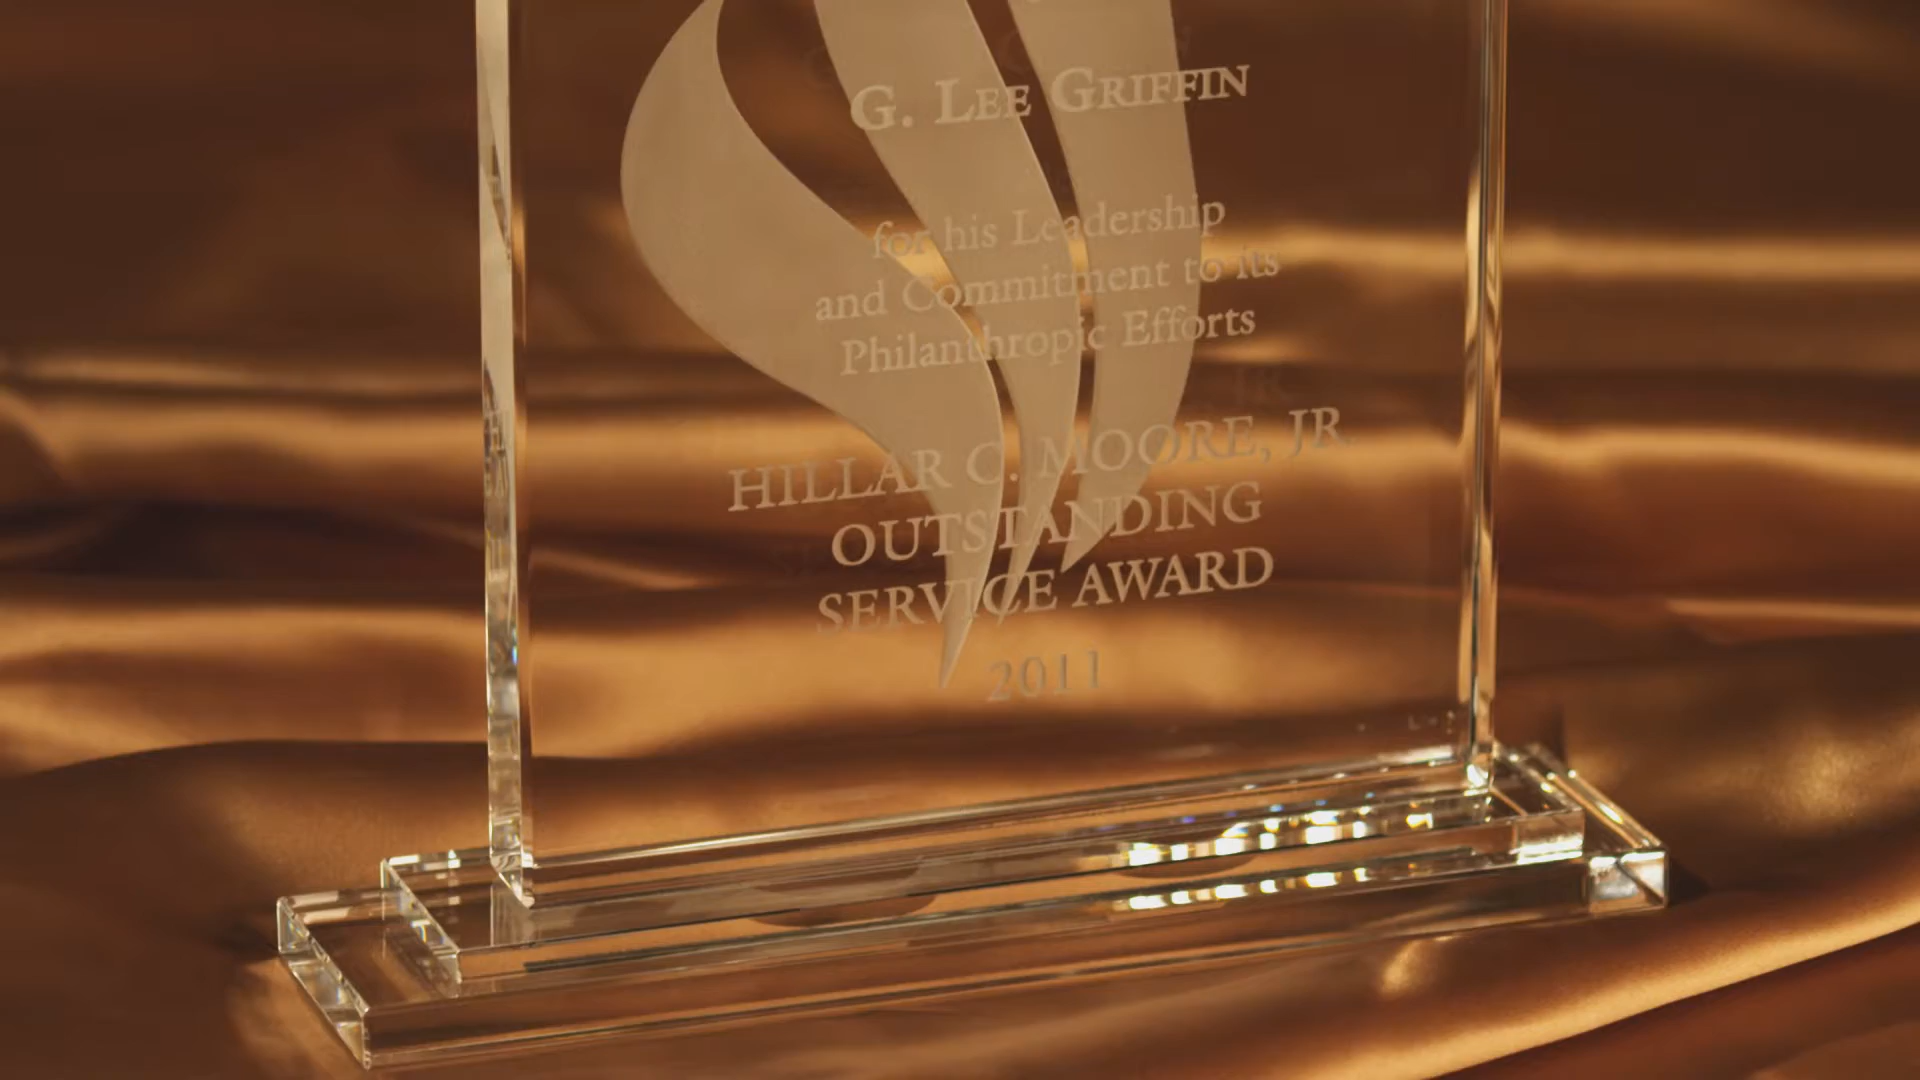 G. LEE GRIFFIN
for his Leadership
and Commitment to its
Philanthropic Efforts
HILLAR C. MOORE, JR.
OUTSTANDING
SERVICE AWARD
2011